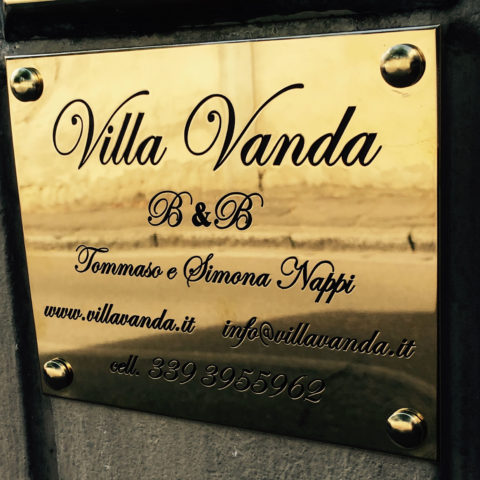 Villa Vanda
B & B
Tommaso e Simona Nappi
www.villavanda.it info@villavanda.it
cell. 339 3955962